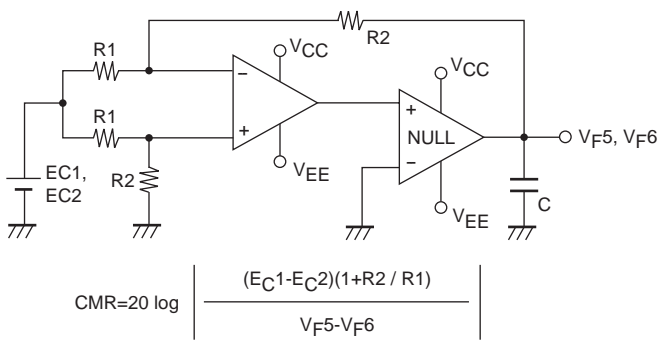 R2
R1
VCC
VCC
−
+
R1
+
NULL
−
VF5, VF6
EC1,
EC2
R2
VEE
VEE
C
CMR=20 log | (EC1-EC2)(1+R2 / R1) |
VF5-VF6